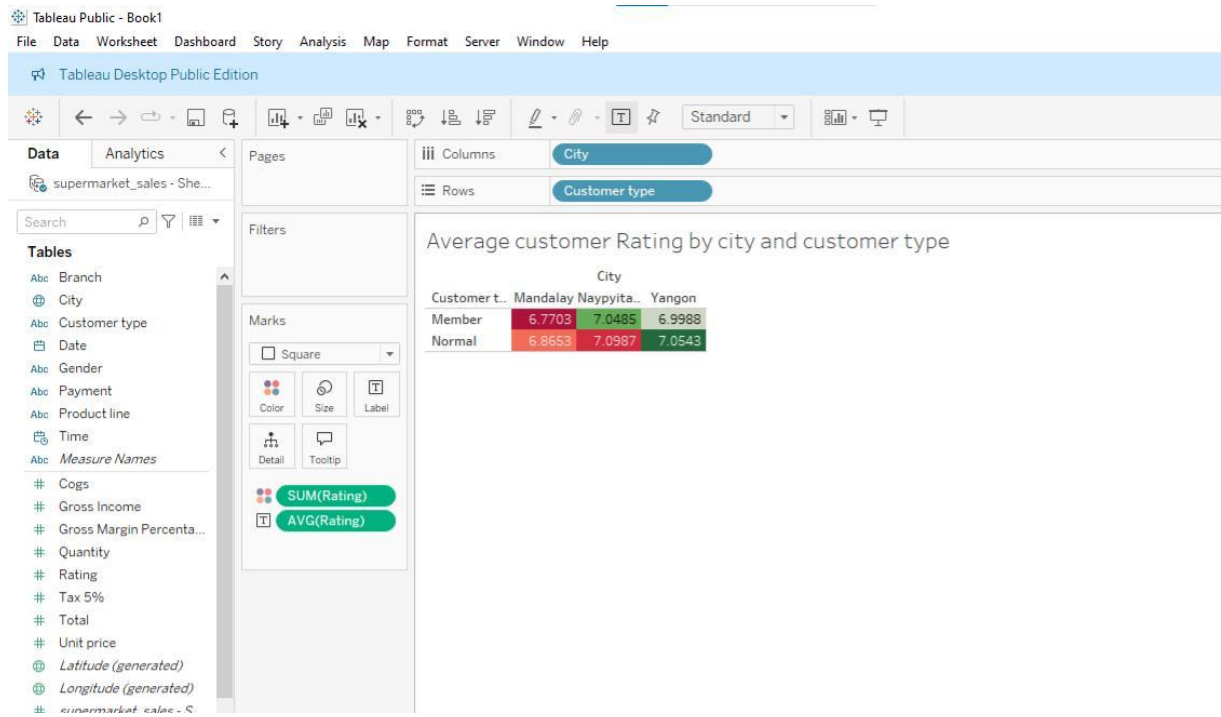 Tableau Public - Book1
File Data Worksheet Dashboard Story Analysis Map Format Server Window Help
Tableau Desktop Public Edition
Standard
Data Analytics
supermarket_sales - She...
Search
Tables
Abc Branch
City
Abc Customer type
Date
Abc Gender
Abc Payment
Abc Product line
Time
Abc Measure Names
# Cogs
# Gross Income
# Gross Margin Percenta...
# Quantity
# Rating
# Tax 5%
# Total
# Unit price
Latitude (generated)
Longitude (generated)
# supermarket_sales - S...
Pages
Filters
Marks
Square
Color Size Label
Detail Tooltip
SUM(Rating)
AVG(Rating)
Columns City
Rows Customer type
Average customer Rating by city and customer type
City
Customer t.. Mandalay Naypyita.. Yangon
Member 6.7703 7.0485 6.9988
Normal 6.8653 7.0987 7.0543